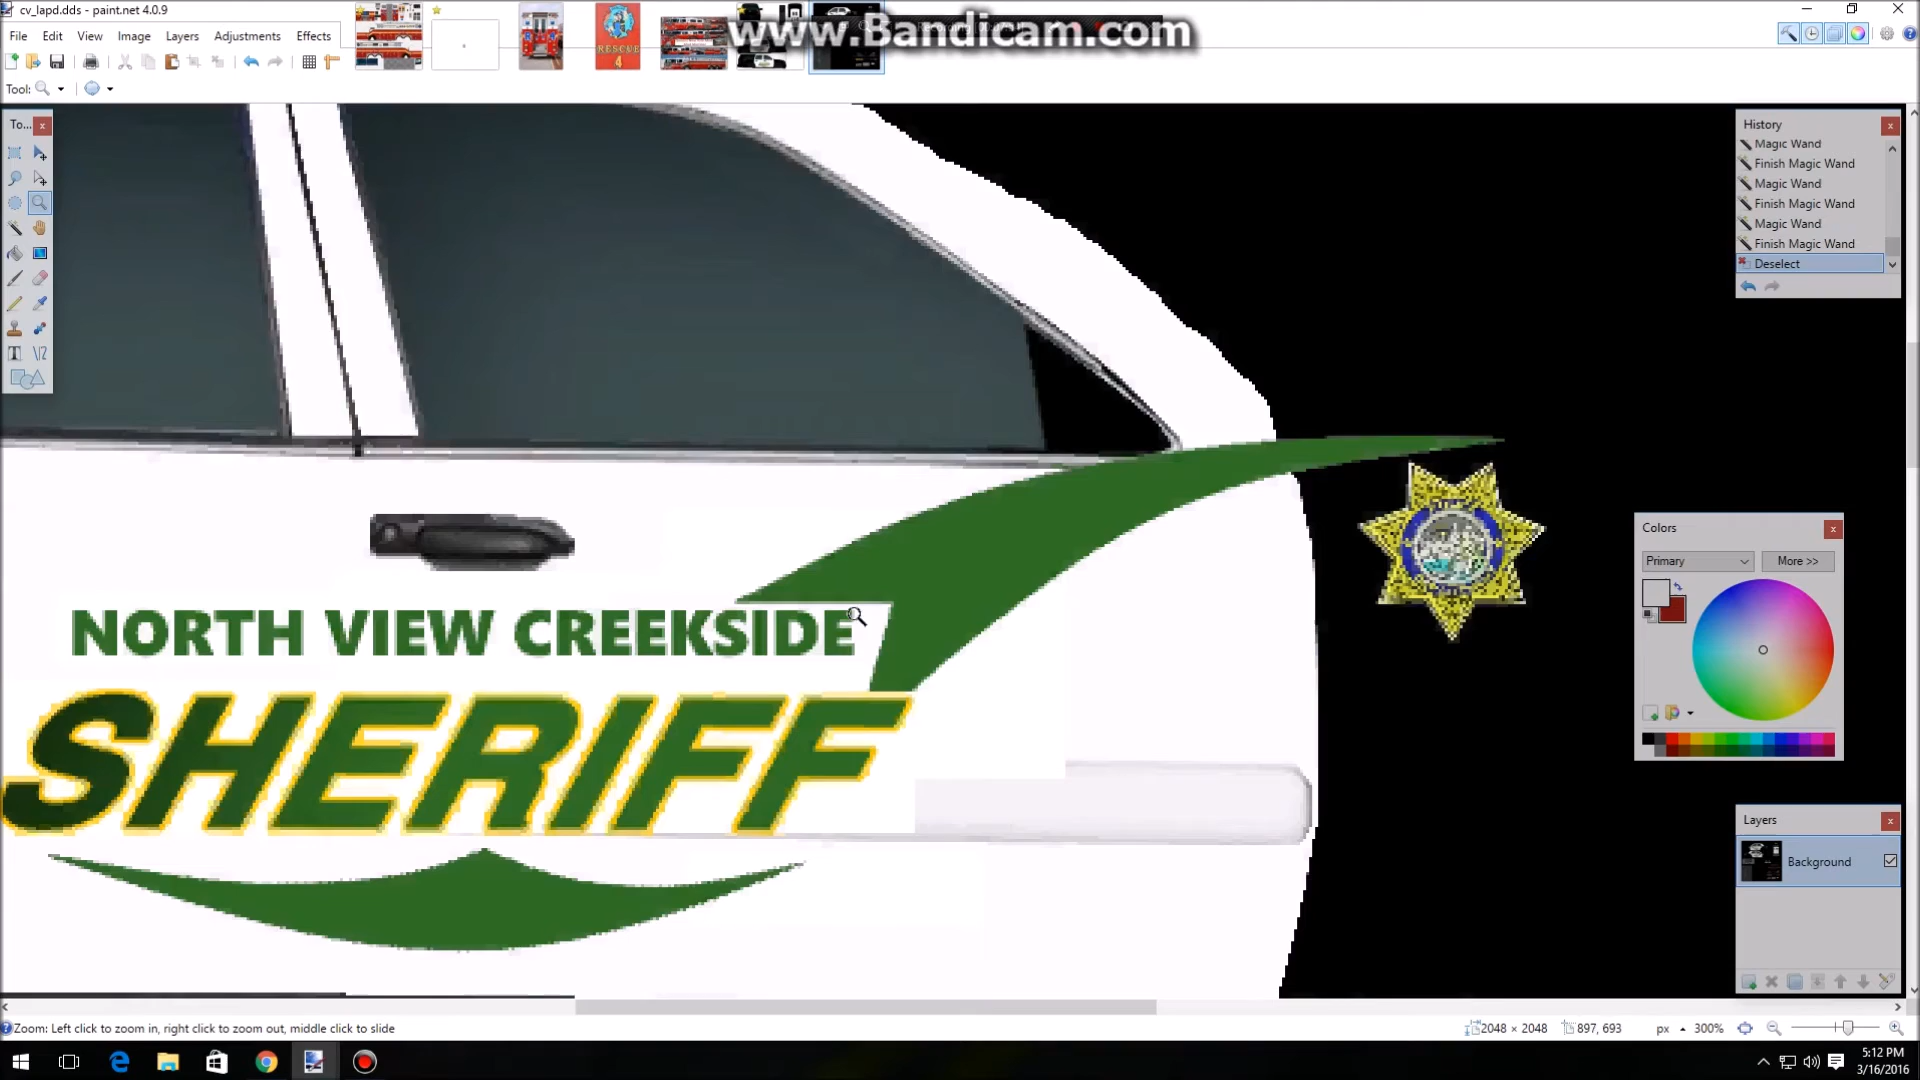 cv_lapd.dds - paint.net 4.0.9
www.Bandicam.com
File Edit View Image Layers Adjustments Effects
RESCUE
4
Tool:
To...
History
Magic Wand
Finish Magic Wand
Magic Wand
Finish Magic Wand
Magic Wand
Finish Magic Wand
Deselect
Colors
Primary
More >>
NORTH VIEW CREEKSIDE
SHERIFF
Layers
Background
Zoom: Left click to zoom in, right click to zoom out, middle click to slide
2048 × 2048
897, 693
px
300%
5:12 PM
3/16/2016